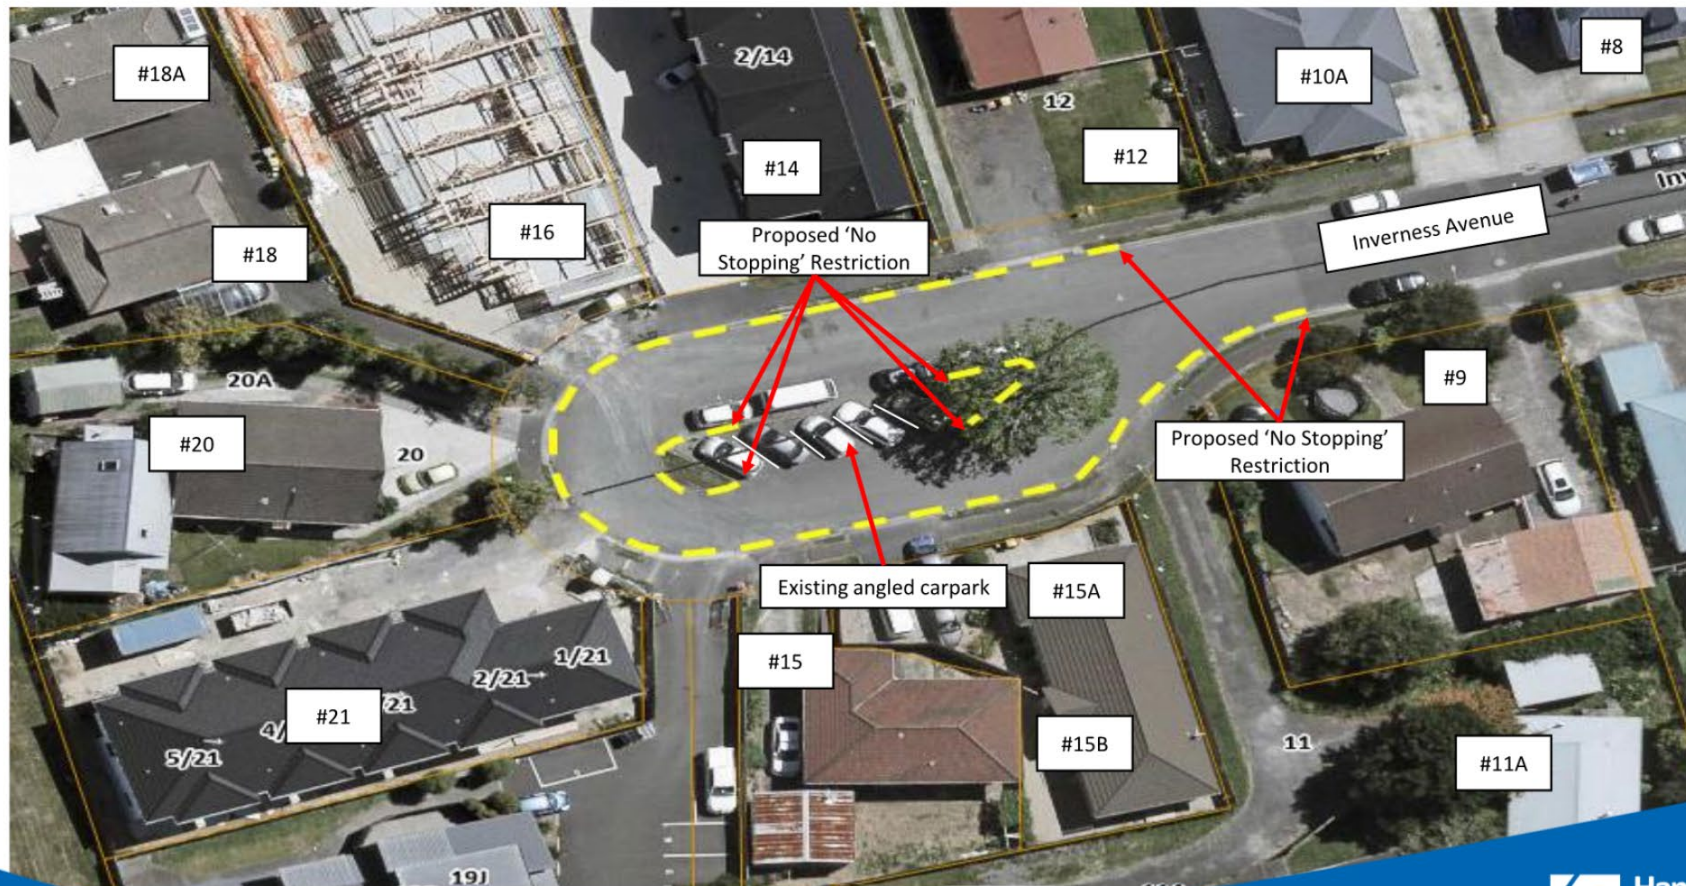 #18A
2/14
#10A
#8
12
#14
#12
Inv
#16
Proposed 'No
Stopping' Restriction
Inverness Avenue
#18
20A
#9
#20
20
Proposed 'No Stopping'
Restriction
Existing angled carpark
#15A
1/21
#15
2/21
#21
21
4/
5/21
#15B
11
#11A
19J